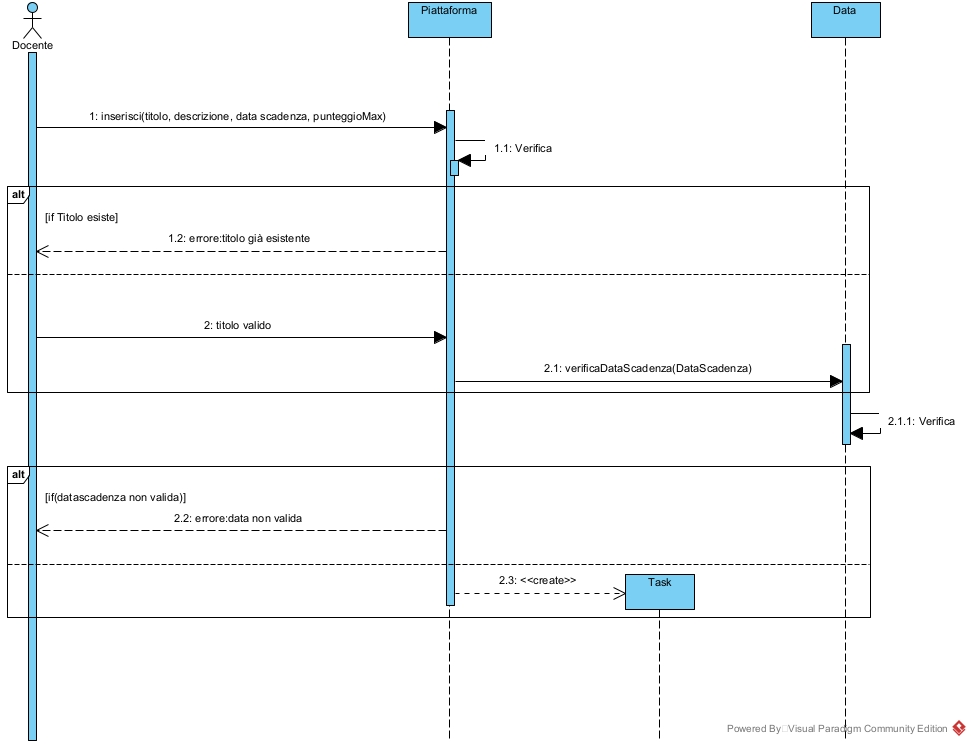 Docente
Piattaforma
Data
1: inserisci(titolo, descrizione, data scadenza, punteggioMax)
1.1: Verifica
alt
[if Titolo esiste]
1.2: errore:titolo già esistente
2: titolo valido
2.1: verificaDataScadenza(DataScadenza)
2.1.1: Verifica
alt
[if(datascadenza non valida)]
2.2: errore:data non valida
2.3: <<create>>
Task
Powered By Visual Paradigm Community Edition